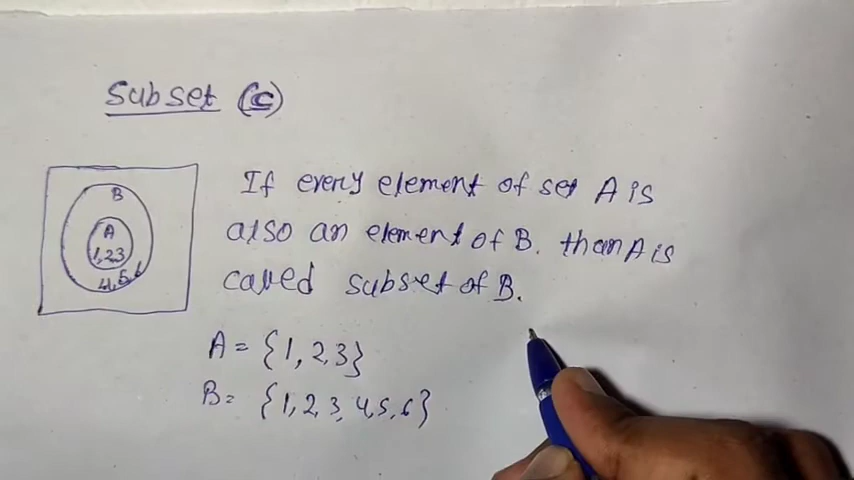 Subset (⊆)
If every element of set A is
also an element of B. than A is
called subset of B.
B
A
1,2,3
4,5,6
A = {1, 2, 3}
B = {1, 2, 3, 4, 5, 6}